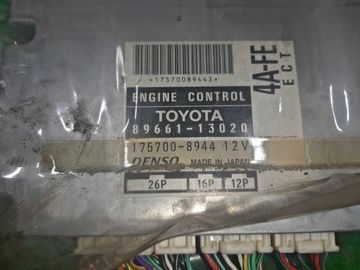 *17570089442*
4A-FE
ECT
ENGINE CONTROL
TOYOTA
89661-13020
175700-8944 12V
DENSO MADE IN JAPAN
26P 16P 12P